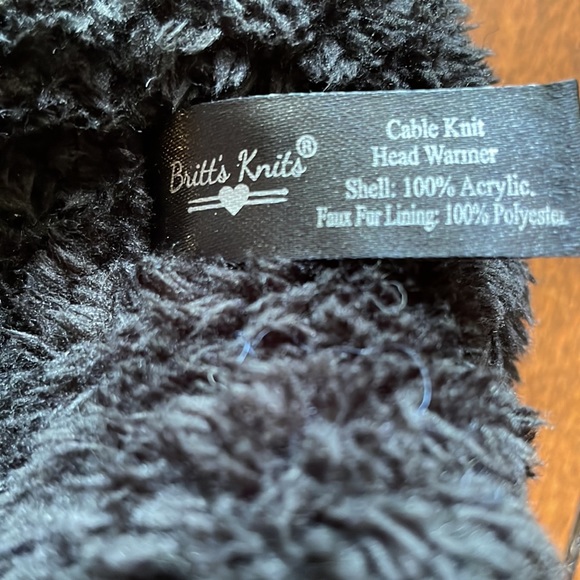 Britt's Knits®
Cable Knit
Head Warmer
Shell: 100% Acrylic.
Faux Fur Lining: 100% Polyester.